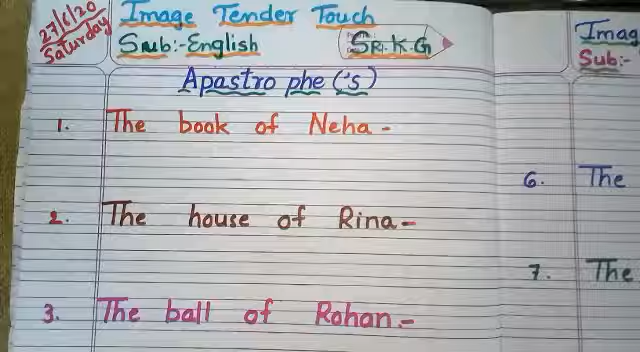 27/6/20
Saturday
Image Tender Touch
Sub:-English
SR.K.G
Apastro phe ('s)
1. The book of Neha -
2. The house of Rina-
3. The ball of Rohan.-
Imag
Sub:-
6. The
7. The